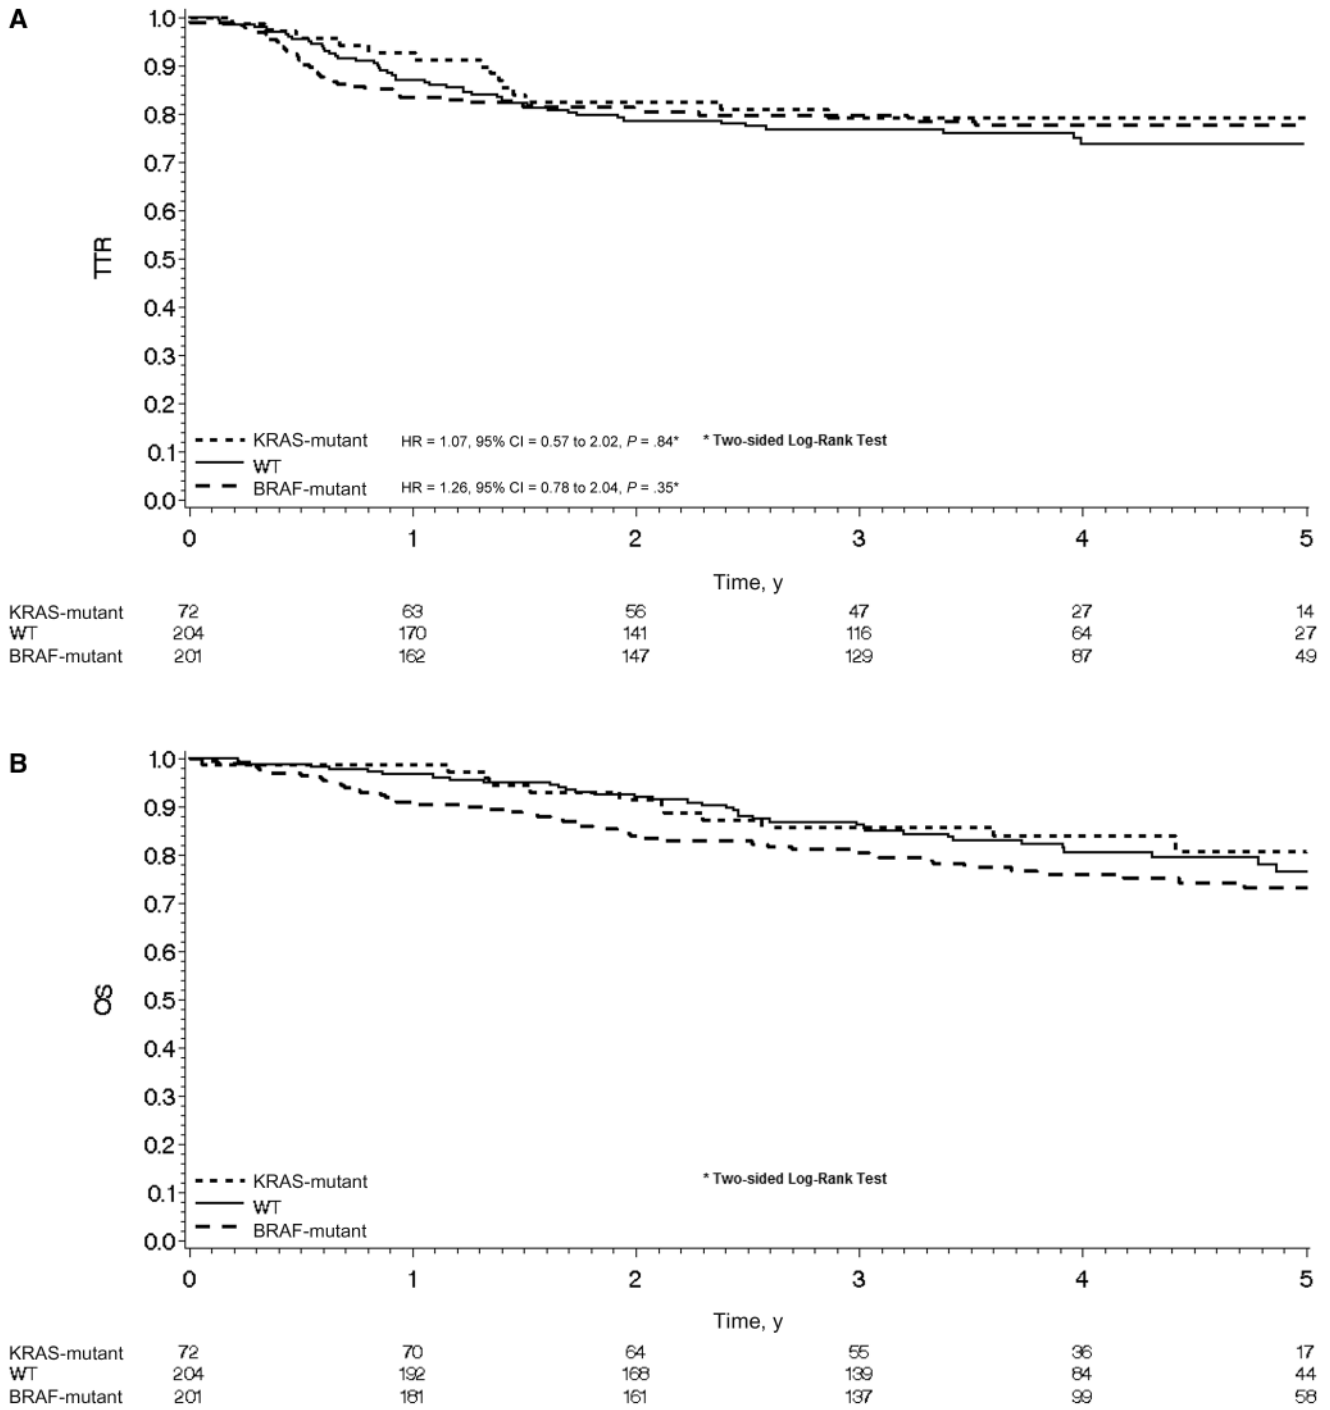 A
1.0
0.9
0.8
0.7
0.6
0.5
0.4
0.3
0.2
0.1
0.0
TTR
KRAS-mutant HR = 1.07, 95% CI = 0.57 to 2.02, P = .84* * Two-sided Log-Rank Test
WT
BRAF-mutant HR = 1.26, 95% CI = 0.78 to 2.04, P = .35*
0 1 2 3 4 5
Time, y
KRAS-mutant 72 63 56 47 27 14
WT 204 170 141 116 64 27
BRAF-mutant 201 162 147 129 87 49
B
1.0
0.9
0.8
0.7
0.6
0.5
0.4
0.3
0.2
0.1
0.0
OS
KRAS-mutant * Two-sided Log-Rank Test
WT
BRAF-mutant
0 1 2 3 4 5
Time, y
KRAS-mutant 72 70 64 55 36 17
WT 204 192 168 139 84 44
BRAF-mutant 201 181 161 137 99 58